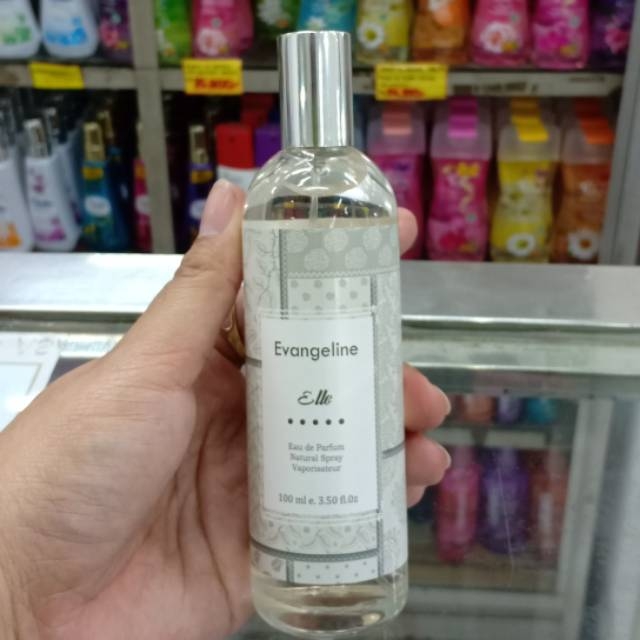 Evangeline
Elle
Eau de Parfum
Natural Spray
Vaporisateur
100 ml e. 3.50 fl.oz